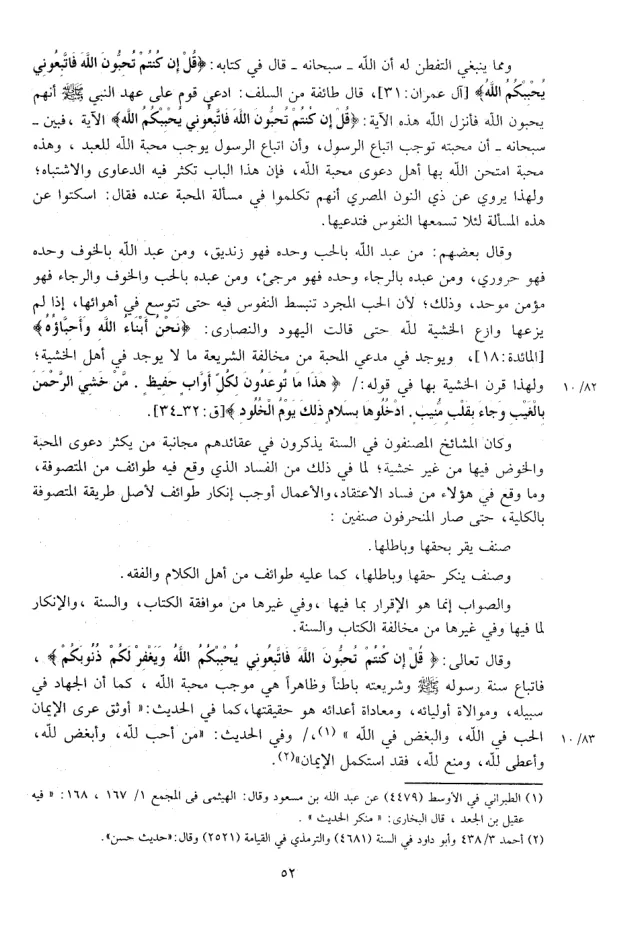 ومما ينبغي التفطن له أن الله ـ سبحانه ـ قال في كتابه: ﴿قُلْ إِن كُنتُمْ تُحِبُّونَ اللَّهَ فَاتَّبِعُونِي
يُحْبِبْكُمُ اللَّهُ﴾ [آل عمران: ٣١]، قال طائفة من السلف: ادعي قوم على عهد النبي ﷺ أنهم
يحبون الله فأنزل الله هذه الآية: ﴿قُلْ إِن كُنتُمْ تُحِبُّونَ اللَّهَ فَاتَّبِعُونِي يُحْبِبْكُمُ اللَّهُ﴾ الآية ، فبين ـ
سبحانه ـ أن محبته توجب اتباع الرسول، وأن اتباع الرسول يوجب محبة الله للعبد ، وهذه
محبة امتحن الله بها أهل دعوى محبة الله، فإن هذا الباب تكثر فيه الدعاوى والاشتباه؛
ولهذا يروي عن ذي النون المصري أنهم تكلموا في مسألة المحبة عنده فقال: اسكتوا عن
هذه المسألة لئلا تسمعها النفوس فتدعيها.
وقال بعضهم: من عبد الله بالحب وحده فهو زنديق، ومن عبد الله بالخوف وحده
فهو حروري، ومن عبده بالرجاء وحده فهو مرجئ، ومن عبده بالحب والخوف والرجاء فهو
مؤمن موحد، وذلك؛ لأن الحب المجرد تنبسط النفوس فيه حتى تتوسع في أهوائها، إذا لم
يزعها وازع الخشية لله حتى قالت اليهود والنصارى: ﴿نَحْنُ أَبْنَاءُ اللَّهِ وَأَحِبَّاؤُهُ﴾
[المائدة:١٨]، ويوجد في مدعي المحبة من مخالفة الشريعة ما لا يوجد في أهل الخشية؛
ولهذا قرن الخشية بها في قوله:/ ﴿ هَذَا مَا تُوعَدُونَ لِكُلِّ أَوَّابٍ حَفِيظٍ . مَّنْ خَشِيَ الرَّحْمَنَ ١٠/٨٢
بِالْغَيْبِ وَجَاءَ بِقَلْبٍ مُّنِيبٍ. ادْخُلُوهَا بِسَلامٍ ذَلِكَ يَوْمُ الْخُلُودِ ﴾[ق:٣٢ـ٣٤].
وكان المشائخ المصنفون في السنة يذكرون في عقائدهم مجانبة من يكثر دعوى المحبة
والخوض فيها من غير خشية؛ لما في ذلك من الفساد الذي وقع فيه طوائف من المتصوفة،
وما وقع في هؤلاء من فساد الاعتقاد،والأعمال أوجب إنكار طوائف لأصل طريقة المتصوفة
بالكلية، حتى صار المنحرفون صنفين :
صنف يقر بحقها وباطلها.
وصنف ينكر حقها وباطلها، كما عليه طوائف من أهل الكلام والفقه.
والصواب إنما هو الإقرار بما فيها ،وفي غيرها من موافقة الكتاب، والسنة ،والإنكار
لما فيها وفي غيرها من مخالفة الكتاب والسنة.
وقال تعالى: ﴿ قُلْ إِن كُنتُمْ تُحِبُّونَ اللَّهَ فَاتَّبِعُونِي يُحْبِبْكُمُ اللَّهُ وَيَغْفِرْ لَكُمْ ذُنُوبَكُمْ ﴾ ،
فاتباع سنة رسوله ﷺ وشريعته باطناً وظاهراً هي موجب محبة الله ، كما أن الجهاد في
سبيله، وموالاة أوليائه، ومعاداة أعدائه هو حقيقتها،كما في الحديث:« أوثق عرى الإيمان
الحب في الله، والبغض في الله »(١)،/ وفي الحديث: «من أحب لله، وأبغض لله، ١٠/٨٣
وأعطى لله، ومنع لله، فقد استكمل الإيمان»(٢).
(١) الطبراني في الأوسط (٤٤٧٩) عن عبد الله بن مسعود وقال: الهيثمى فى المجمع ١/ ١٦٧ ، ١٦٨: « فيه
عقيل بن الجعد ، قال البخارى: « منكر الحديث » .
(٢) أحمد ٣/ ٤٣٨ وأبو داود في السنة (٤٦٨١) والترمذي في القيامة (٢٥٢١) وقال:«حديث حسن».
٥٢